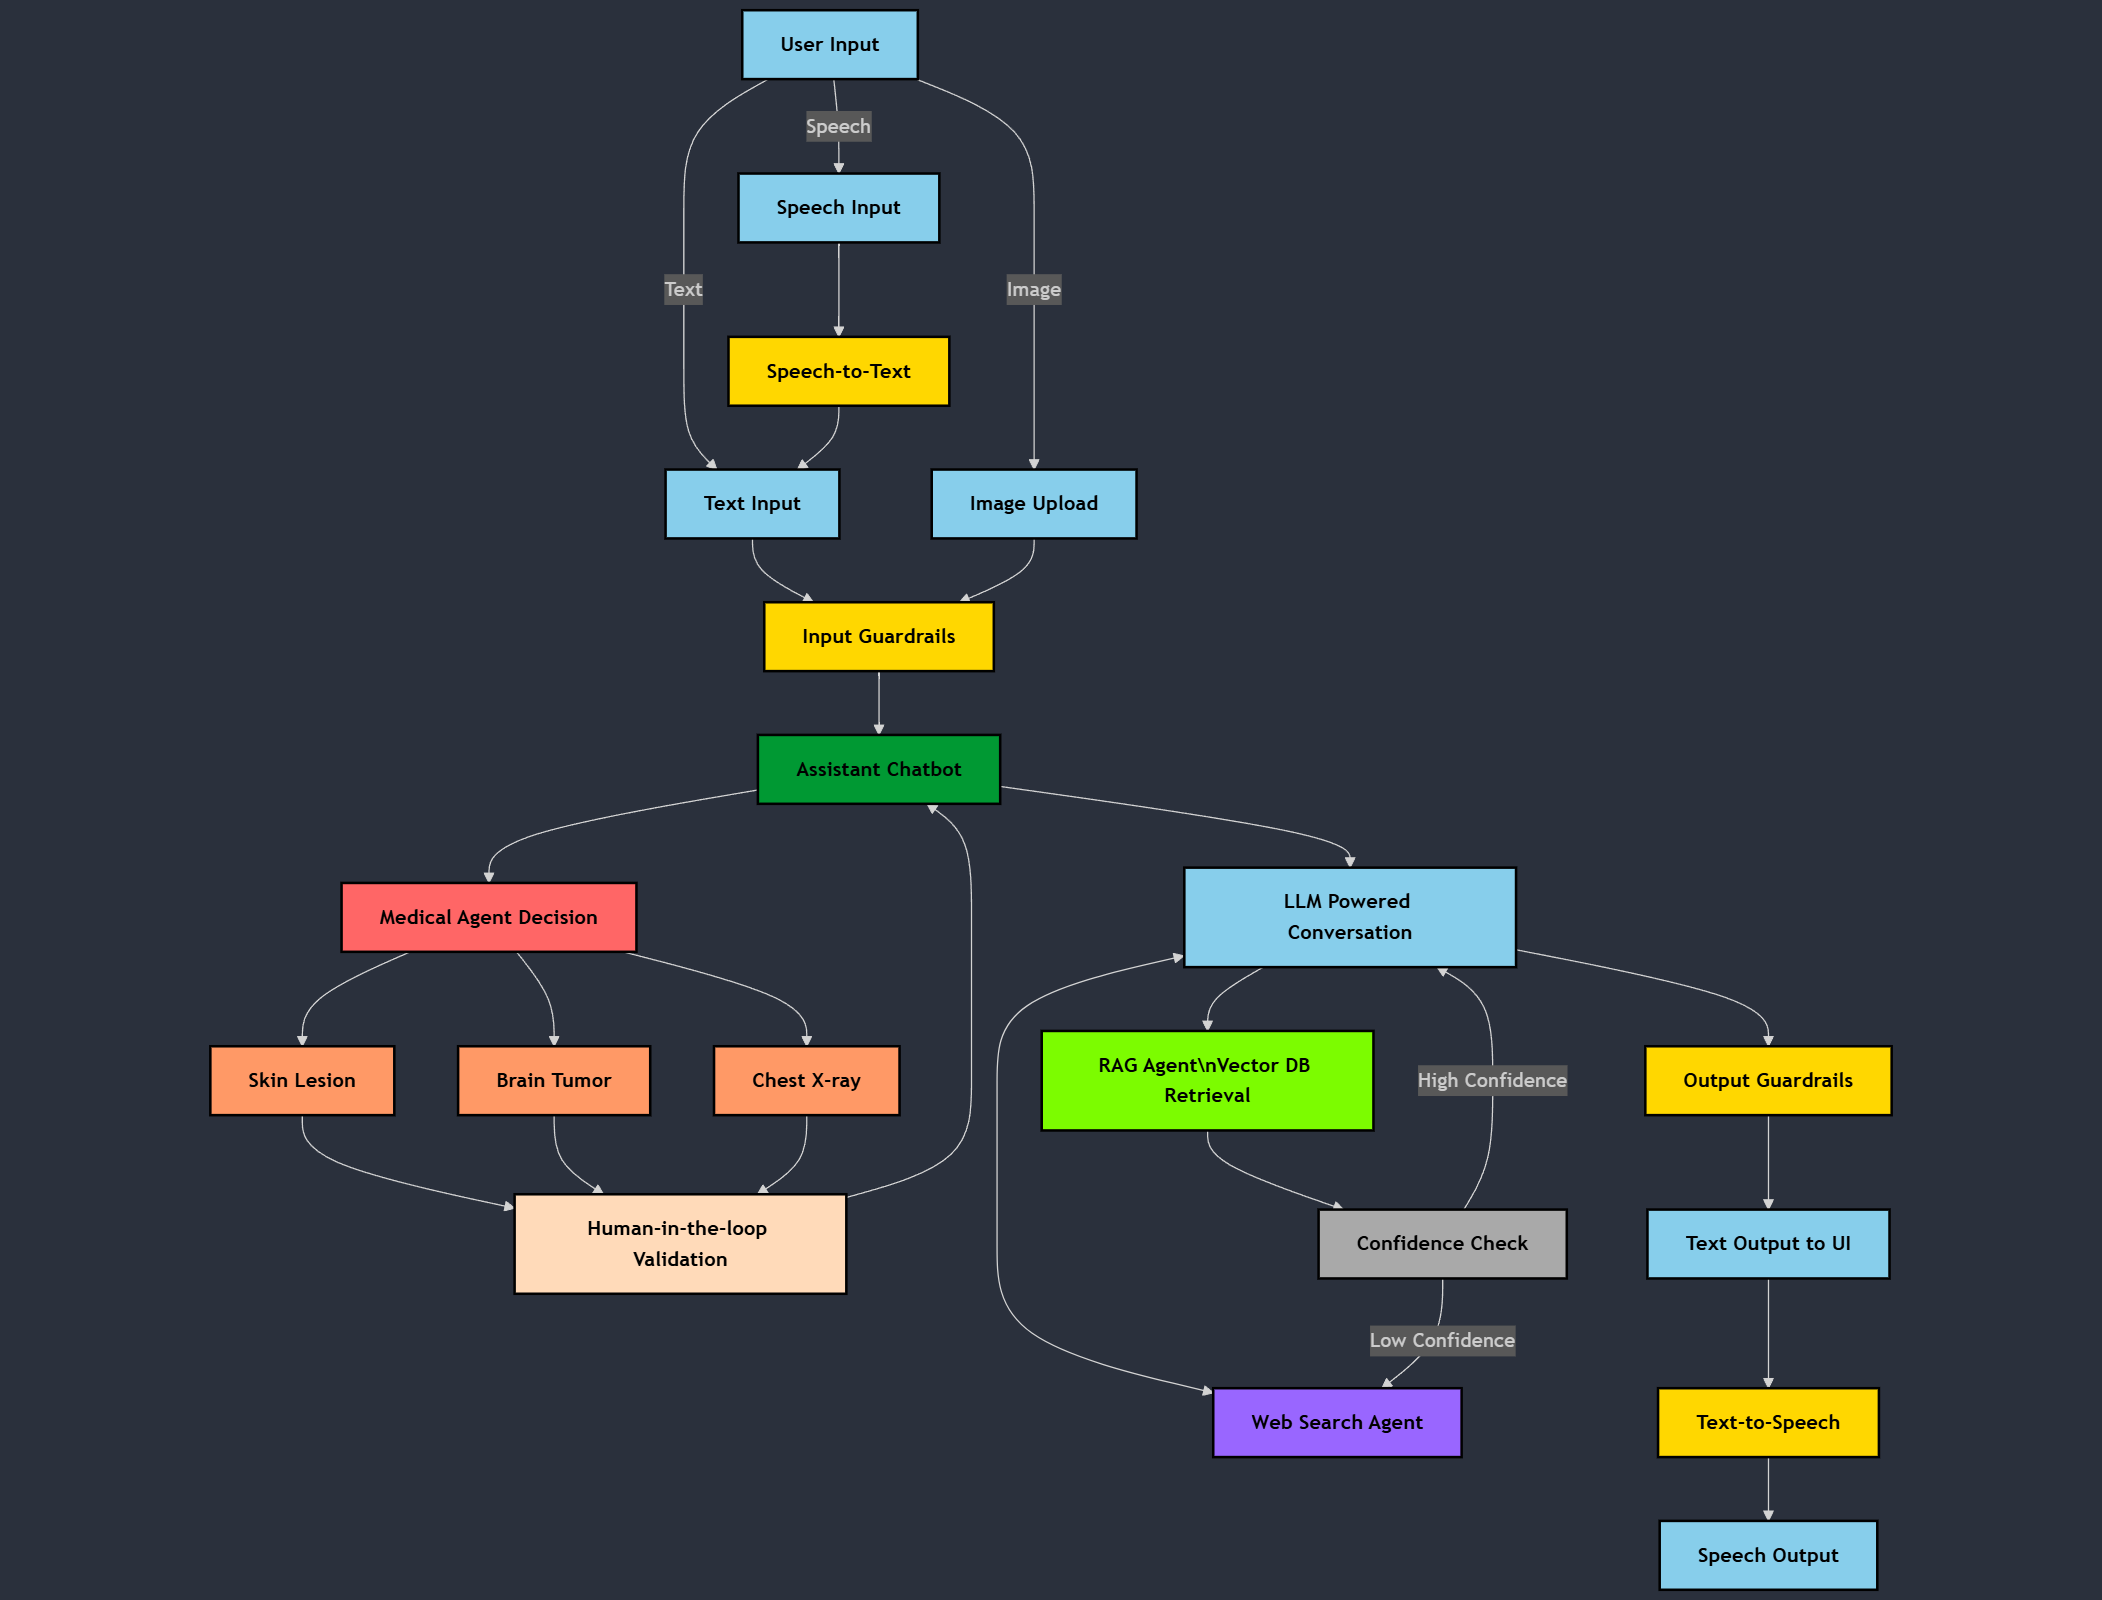 User Input
Speech
Speech Input
Text
Image
Speech-to-Text
Text Input
Image Upload
Input Guardrails
Assistant Chatbot
Medical Agent Decision
LLM Powered
Conversation
Skin Lesion
Brain Tumor
Chest X-ray
RAG Agent\nVector DB
Retrieval
High Confidence
Output Guardrails
Human-in-the-loop
Validation
Confidence Check
Text Output to UI
Low Confidence
Web Search Agent
Text-to-Speech
Speech Output